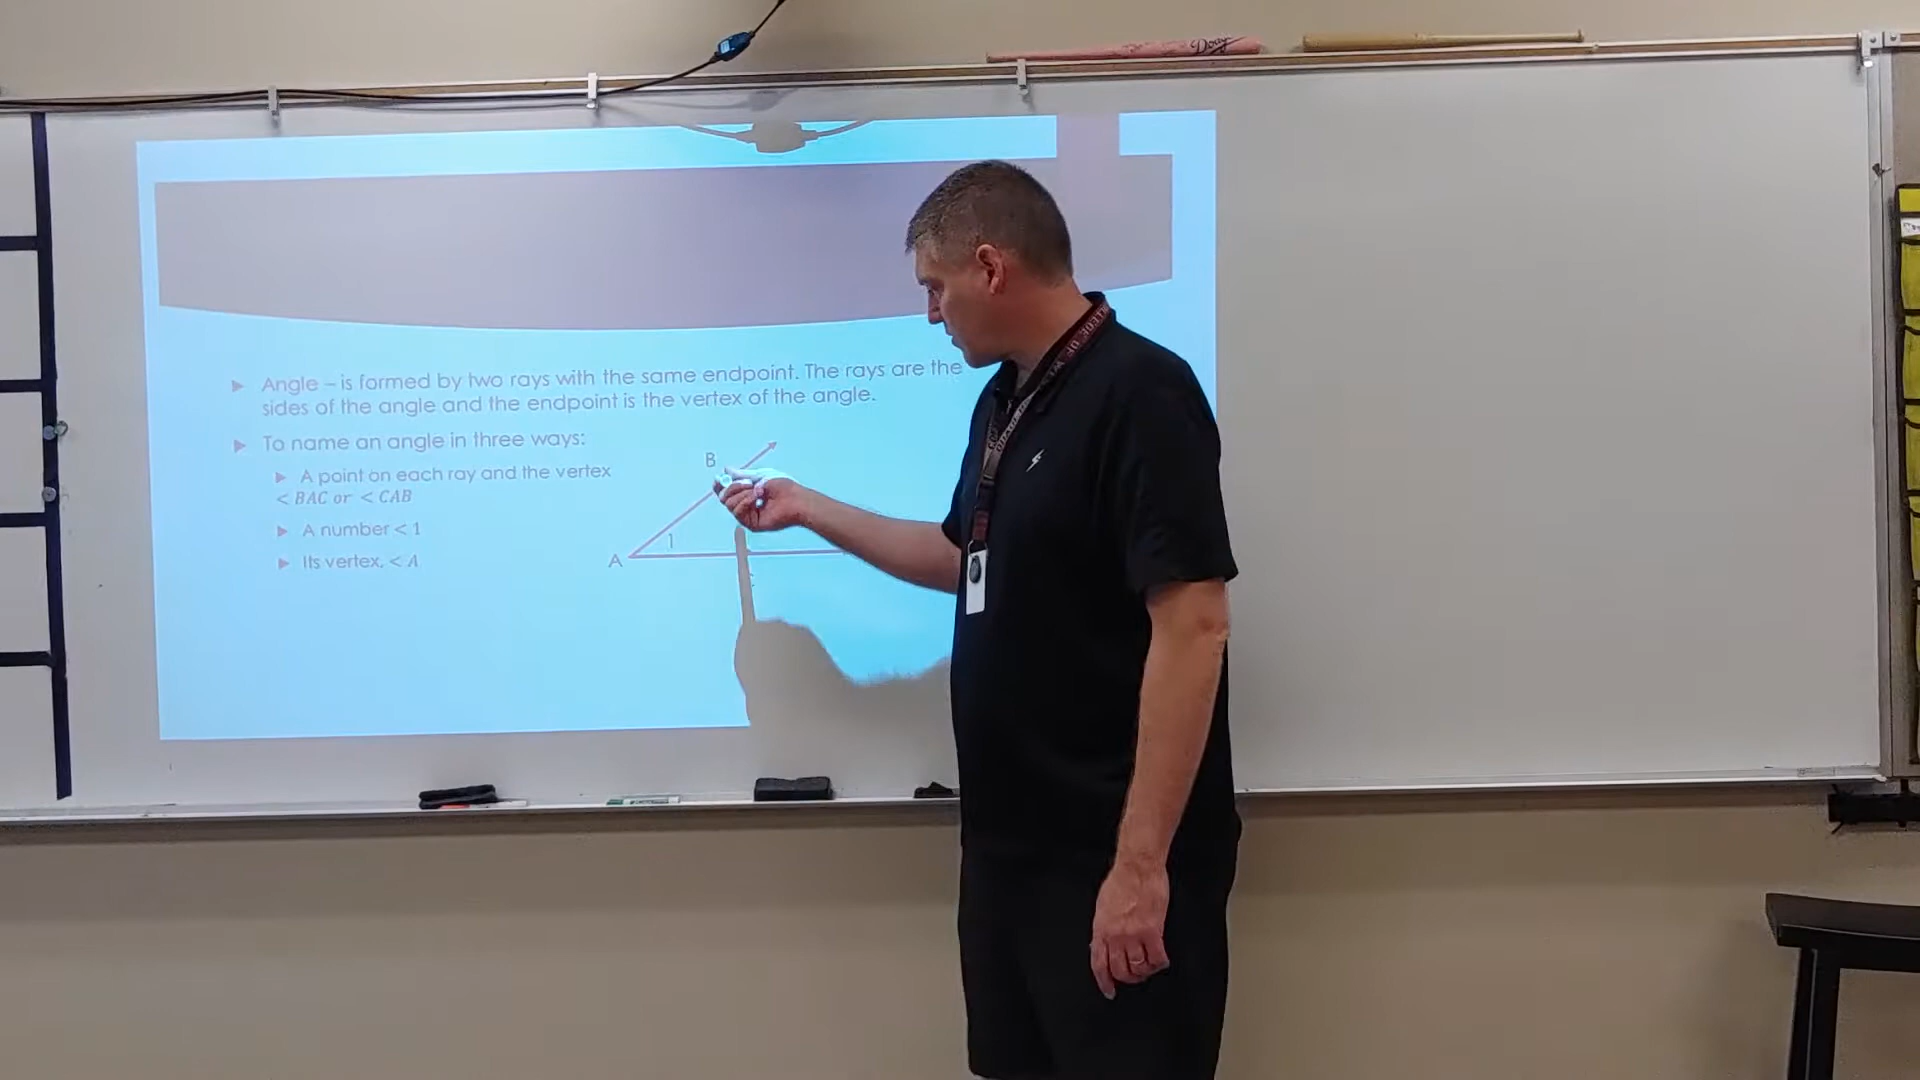 Angle – is formed by two rays with the same endpoint. The rays are the
sides of the angle and the endpoint is the vertex of the angle.
To name an angle in three ways:
A point on each ray and the vertex
< BAC or < CAB
A number < 1
Its vertex, < A
B
1
A